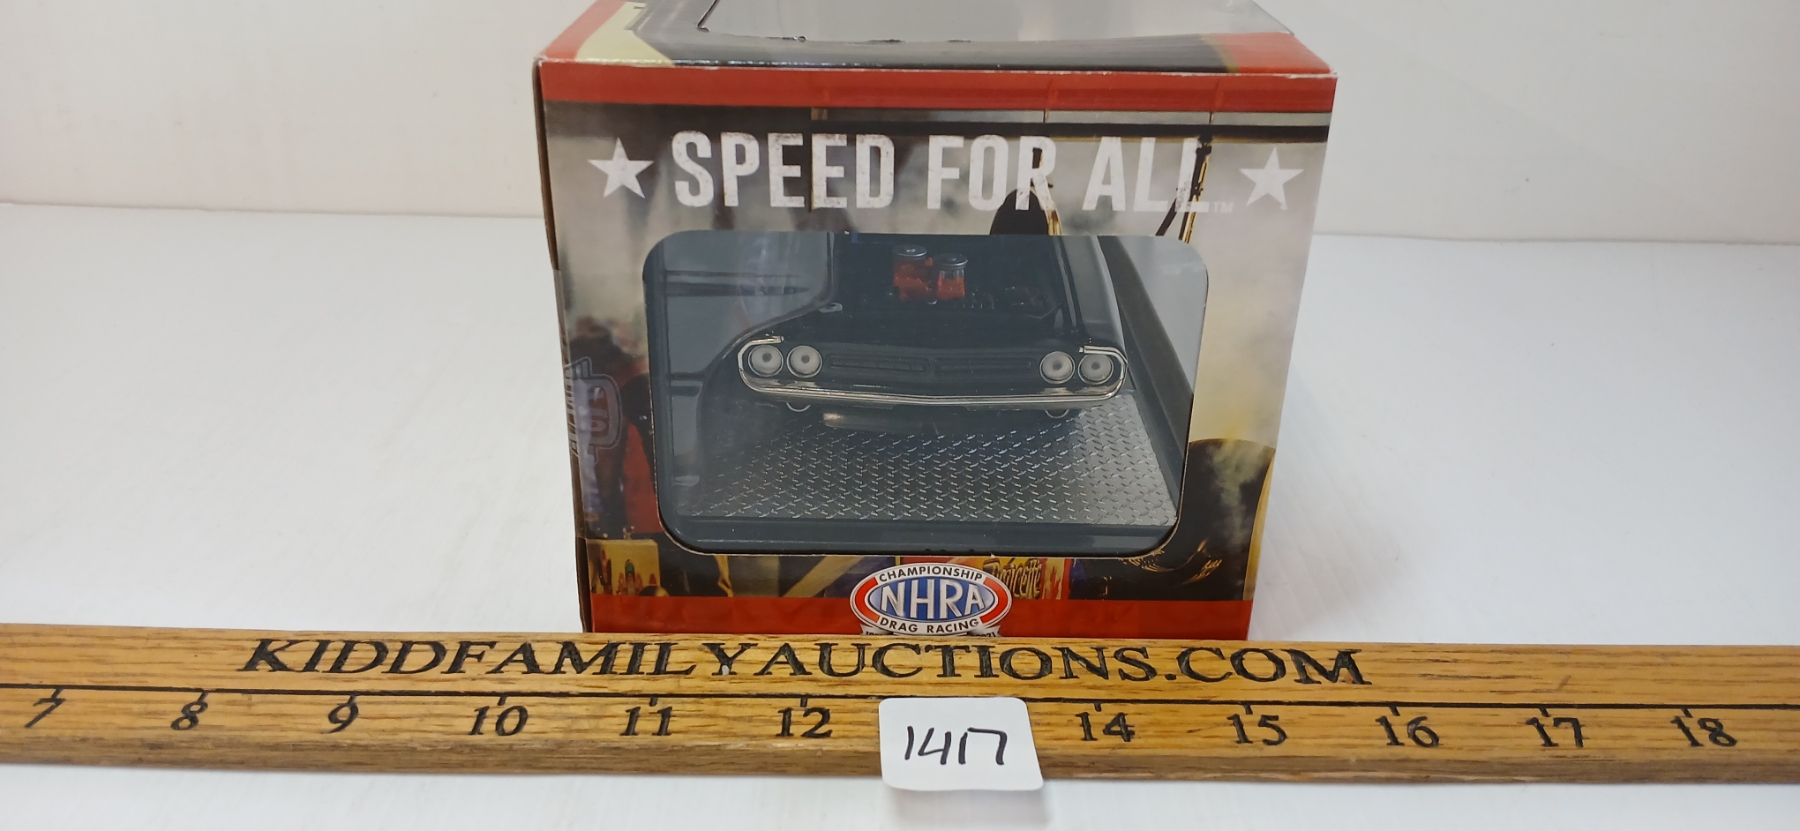 SPEED FOR ALL™
CHAMPIONSHIP
NHRA
DRAG RACING
KIDDFAMILYAUCTIONS.COM
7 8 9 10 11 12 14 15 16 17 18
1417